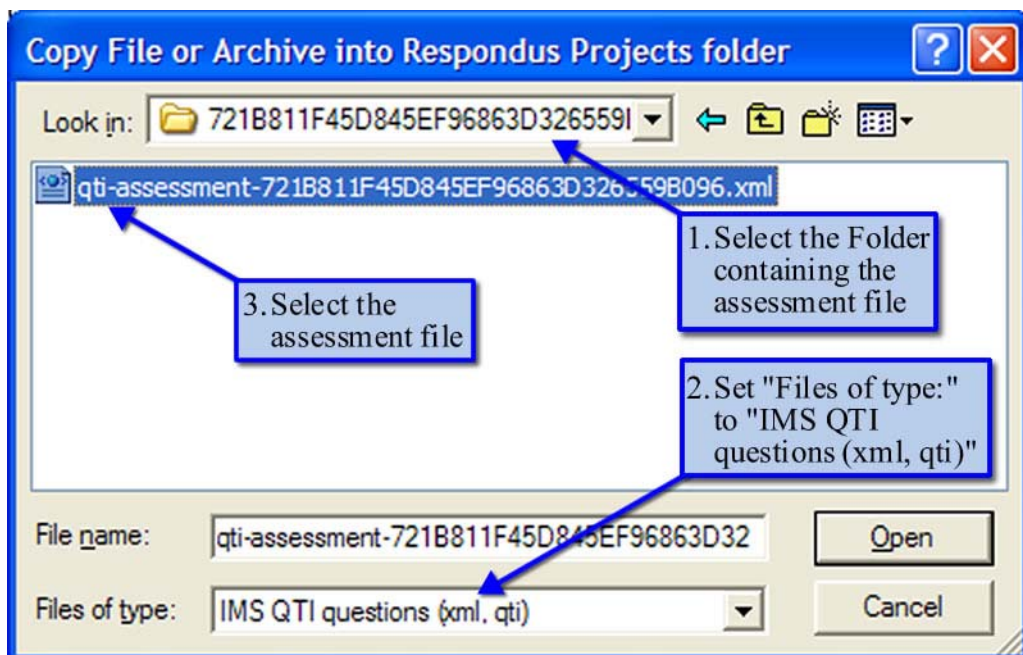 Copy File or Archive into Respondus Projects folder
Look in: 721B811F45D845EF96863D326559I
qti-assessment-721B811F45D845EF96863D326559B096.xml
1. Select the Folder
containing the
assessment file
3. Select the
assessment file
2. Set "Files of type:"
to "IMS QTI
questions (xml, qti)"
File name: qti-assessment-721B811F45D845EF96863D32 Open
Files of type: IMS QTI questions (xml, qti) Cancel